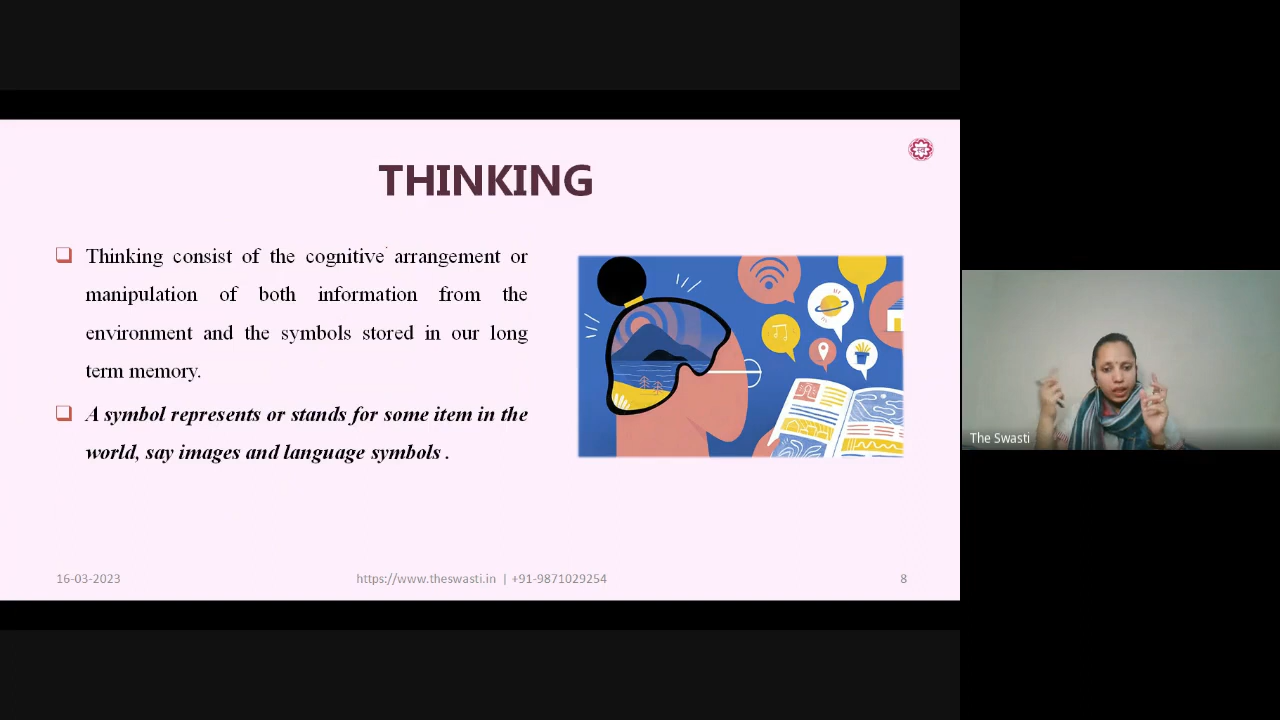 THINKING
❑ Thinking consist of the cognitive arrangement or
manipulation of both information from the
environment and the symbols stored in our long
term memory.
❑ A symbol represents or stands for some item in the
world, say images and language symbols .
The Swasti
16-03-2023
https://www.theswasti.in | +91-9871029254
8